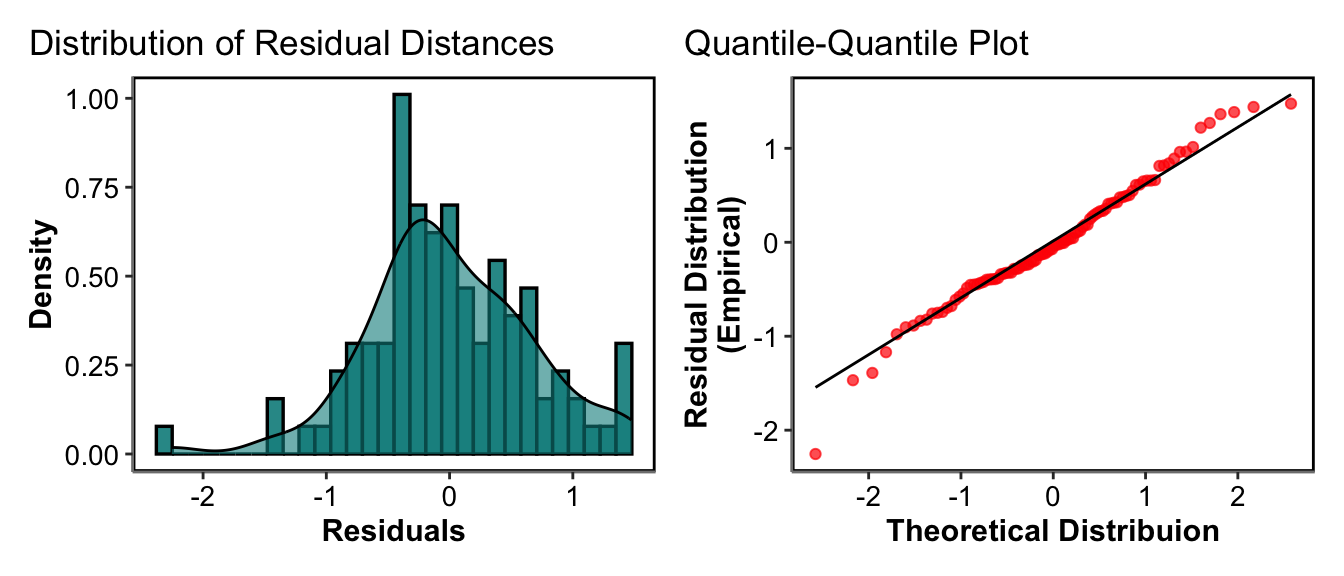 Distribution of Residual Distances
Density
1.00
0.75
0.50
0.25
0.00
-2 -1 0 1
Residuals
Quantile-Quantile Plot
Residual Distribution
(Empirical)
1
0
-1
-2
-2 -1 0 1 2
Theoretical Distribuion